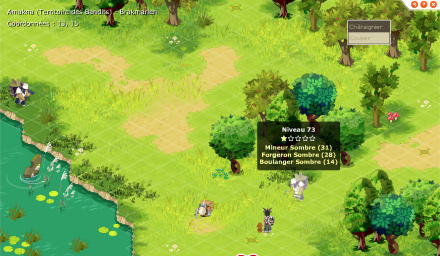 Amakna (Territoire des Bandits) - Brakmarien
Coordonnées : 13, 15
Châtaignier
Couper
Niveau 73
Mineur Sombre (31)
Forgeron Sombre (28)
Boulanger Sombre (14)